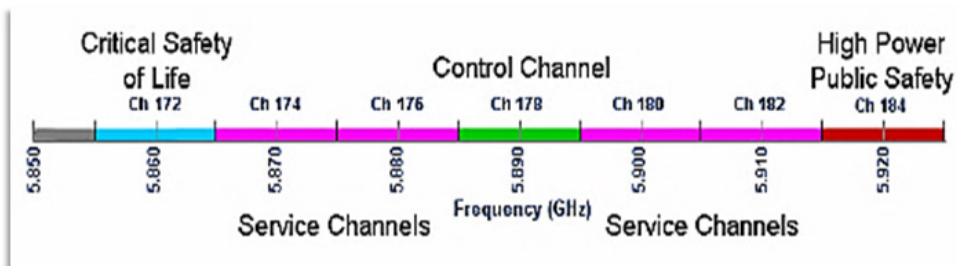 Critical Safety
of Life
Control Channel
High Power
Public Safety
Ch 172
Ch 174
Ch 176
Ch 178
Ch 180
Ch 182
Ch 184
5.850
5.860
5.870
5.880
5.890
5.900
5.910
5.920
Frequency (GHz)
Service Channels
Service Channels